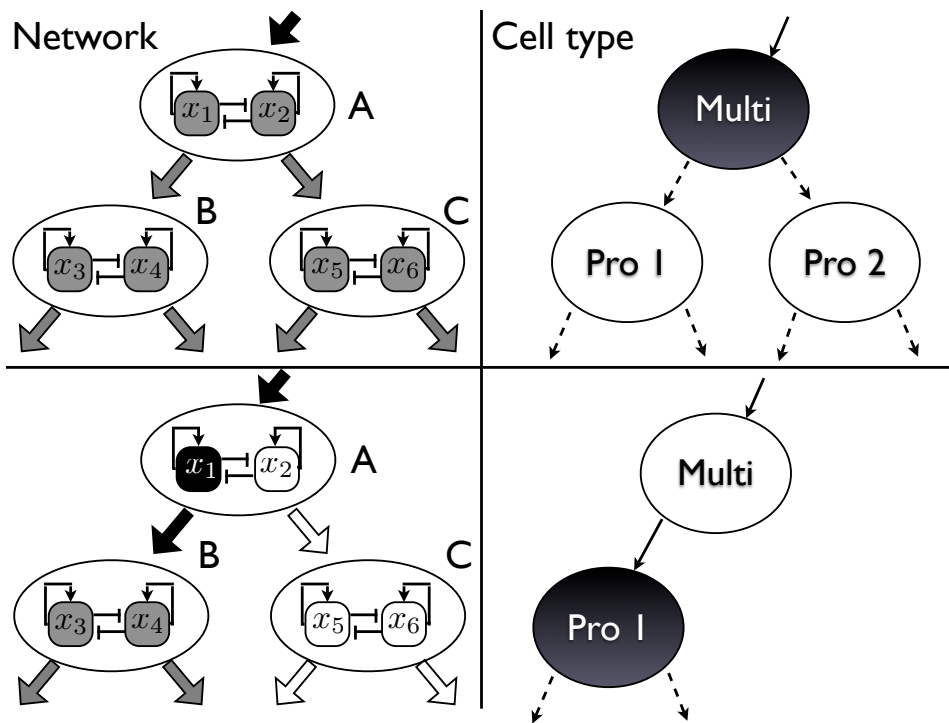 Network
Cell type
A
x1 x2
Multi
B
C
x3 x4
x5 x6
Pro 1
Pro 2
A
x1 x2
Multi
B
C
x3 x4
x5 x6
Pro 1